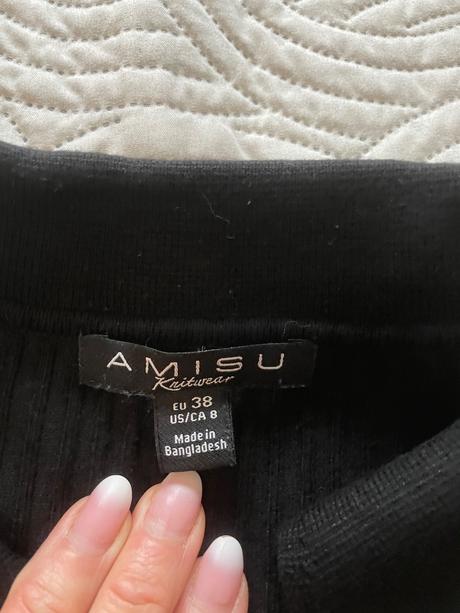 AMISU
Knitwear
EU 38
US/CA 8
Made in
Bangladesh